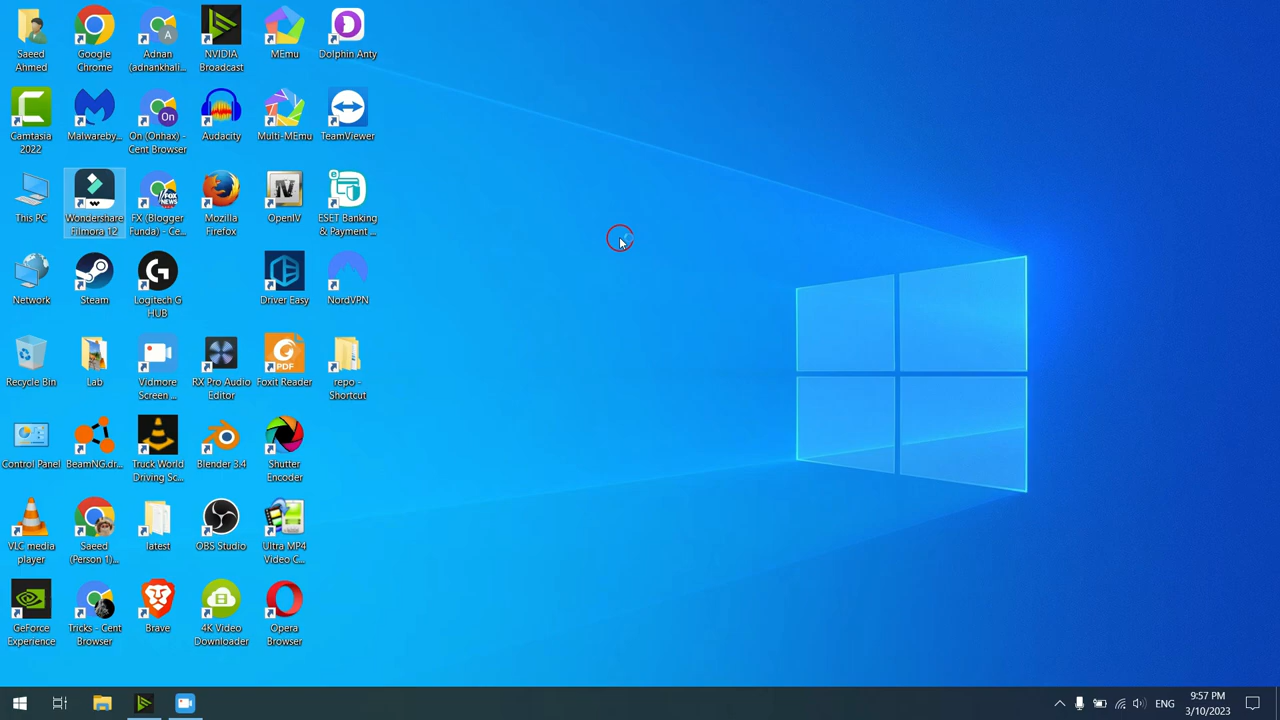 Saeed
Ahmed
Google
Chrome
Adnan
(adnankhali...
NVIDIA
Broadcast
MEmu
Dolphin Anty
Camtasia
2022
Malwareby...
On (Onhax) -
Cent Browser
Audacity
Multi-MEmu
TeamViewer
This PC
Wondershare
Filmora 12
FX (Blogger
Funda) - Ce...
Mozilla
Firefox
OpenIV
ESET Banking
& Payment ...
Network
Steam
Logitech G
HUB
Driver Easy
NordVPN
Recycle Bin
Lab
Vidmore
Screen ...
RX Pro Audio
Editor
Foxit Reader
repo -
Shortcut
Control Panel
BeamNG.dr...
Truck World
Driving Sc...
Blender 3.4
Shutter
Encoder
VLC media
player
Saeed
(Person 1)...
latest
OBS Studio
Ultra MP4
Video C...
GeForce
Experience
Tricks - Cent
Browser
Brave
4K Video
Downloader
Opera
Browser
ENG
9:57 PM
3/10/2023